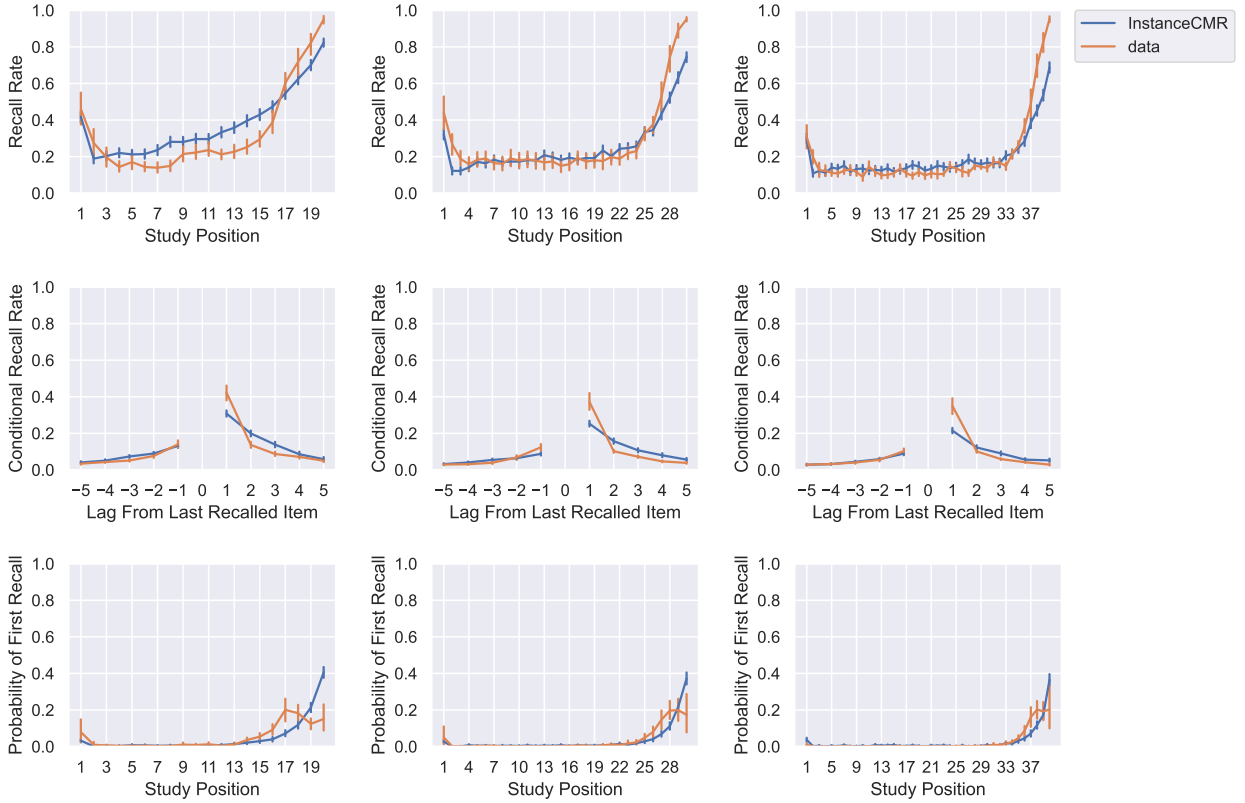 InstanceCMR
data
Recall Rate
1.0
0.8
0.6
0.4
0.2
0.0
1 3 5 7 9 11 13 15 17 19
Study Position
Recall Rate
1.0
0.8
0.6
0.4
0.2
0.0
1 4 7 10 13 16 19 22 25 28
Study Position
Recall Rate
1.0
0.8
0.6
0.4
0.2
0.0
1 5 9 13 17 21 25 29 33 37
Study Position
Conditional Recall Rate
1.0
0.8
0.6
0.4
0.2
0.0
−5 −4 −3 −2 −1 0 1 2 3 4 5
Lag From Last Recalled Item
Conditional Recall Rate
1.0
0.8
0.6
0.4
0.2
0.0
−5 −4 −3 −2 −1 0 1 2 3 4 5
Lag From Last Recalled Item
Conditional Recall Rate
1.0
0.8
0.6
0.4
0.2
0.0
−5 −4 −3 −2 −1 0 1 2 3 4 5
Lag From Last Recalled Item
Probability of First Recall
1.0
0.8
0.6
0.4
0.2
0.0
1 3 5 7 9 11 13 15 17 19
Study Position
Probability of First Recall
1.0
0.8
0.6
0.4
0.2
0.0
1 4 7 10 13 16 19 22 25 28
Study Position
Probability of First Recall
1.0
0.8
0.6
0.4
0.2
0.0
1 5 9 13 17 21 25 29 33 37
Study Position